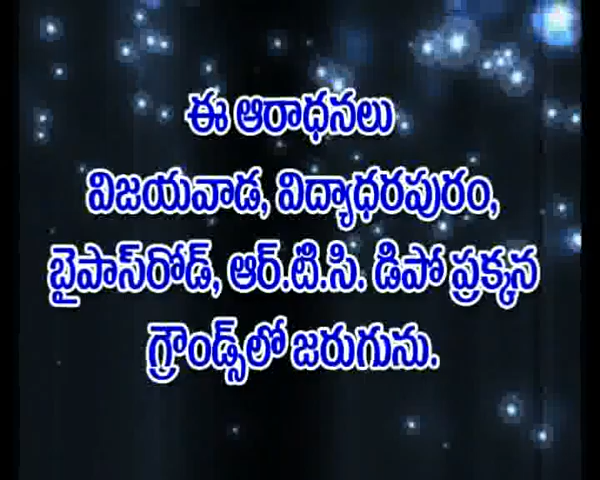 ఈ ఆరాధనలు
విజయవాడ, విద్యాధరపురం,
బైపాస్‌రోడ్, ఆర్.టి.సి. డిపో ప్రక్కన
గ్రౌండ్స్‌లో జరుగును.